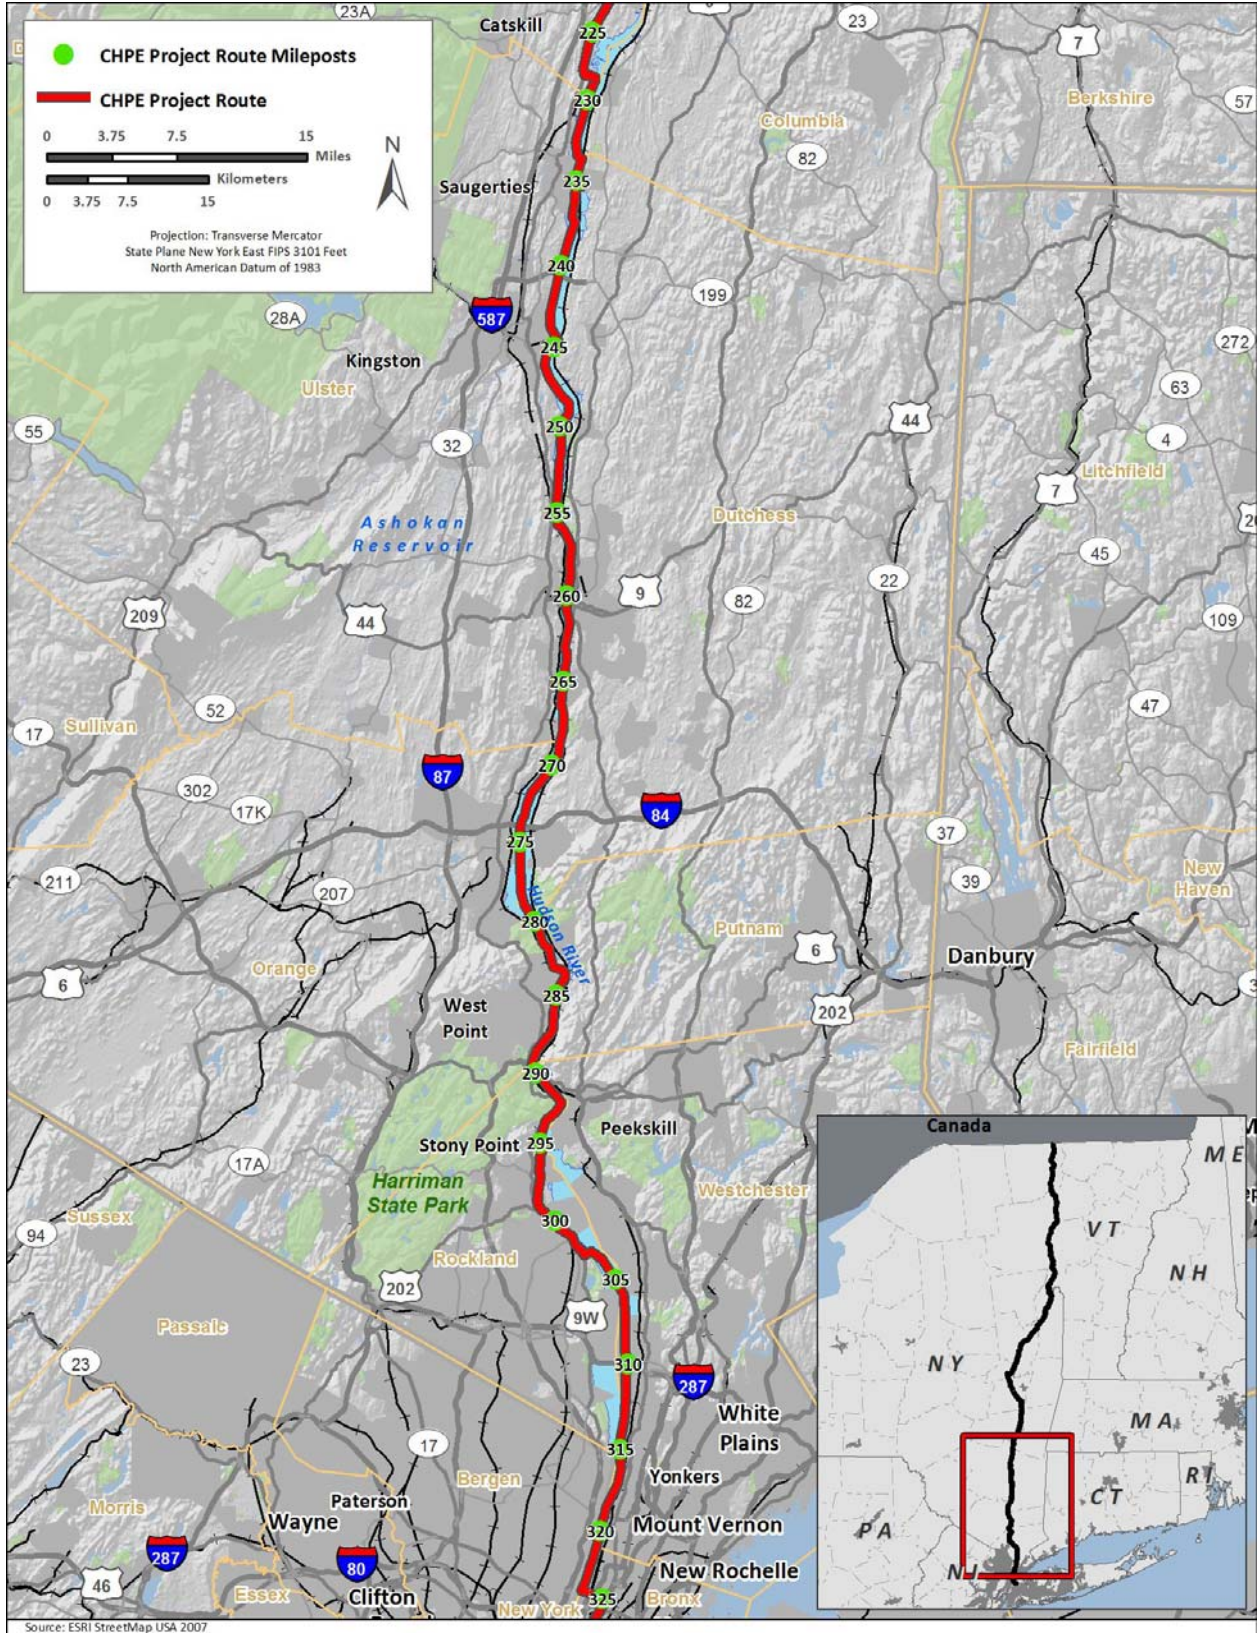 Catskill
23A
225
23
7
CHPE Project Route Mileposts
CHPE Project Route
0 3.75 7.5 15
Miles
Kilometers
0 3.75 7.5 15
N
Projection: Transverse Mercator
State Plane New York East FIPS 3101 Feet
North American Datum of 1983
230
Berkshire
57
Columbia
82
235
Saugerties
240
199
28A
587
245
272
Kingston
Ulster
63
250
44
55
32
4
Litchfield
7
255
Dutchess
Ashokan
Reservoir
45
22
260
9
82
209
44
109
265
52
47
Sullivan
17
270
87
302
17K
84
275
37
211
207
39
New
Haven
Hudson River
280
Putnam
6
Danbury
Orange
6
285
West
Point
202
Fairfield
290
Peekskill
Stony Point
295
17A
Harriman
State Park
Westchester
Sussex
94
300
Rockland
305
202
9W
Passaic
23
310
287
White
Plains
17
315
Bergen
Yonkers
Morris
Paterson
Wayne
320
Mount Vernon
287
80
46
Essex
Clifton
New Rochelle
New York
325
Bronx
Canada
ME
VT
NH
NY
MA
RI
CT
PA
NJ
Source: ESRI StreetMap USA 2007